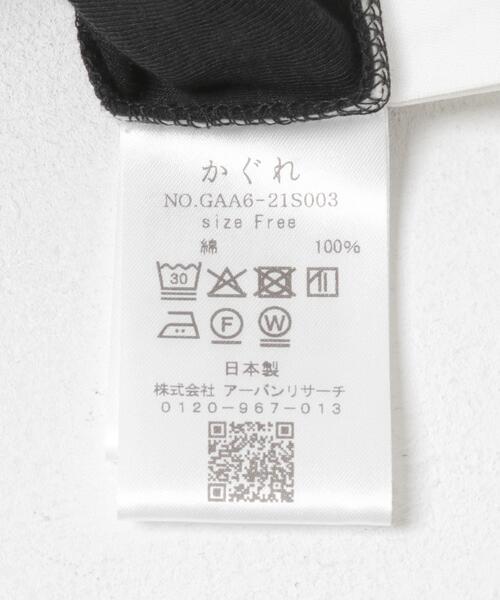 かぐれ
NO.GAA6-21S003
size Free
綿 100%
30
F W
日本製
株式会社 アーバンリサーチ
0120-967-013